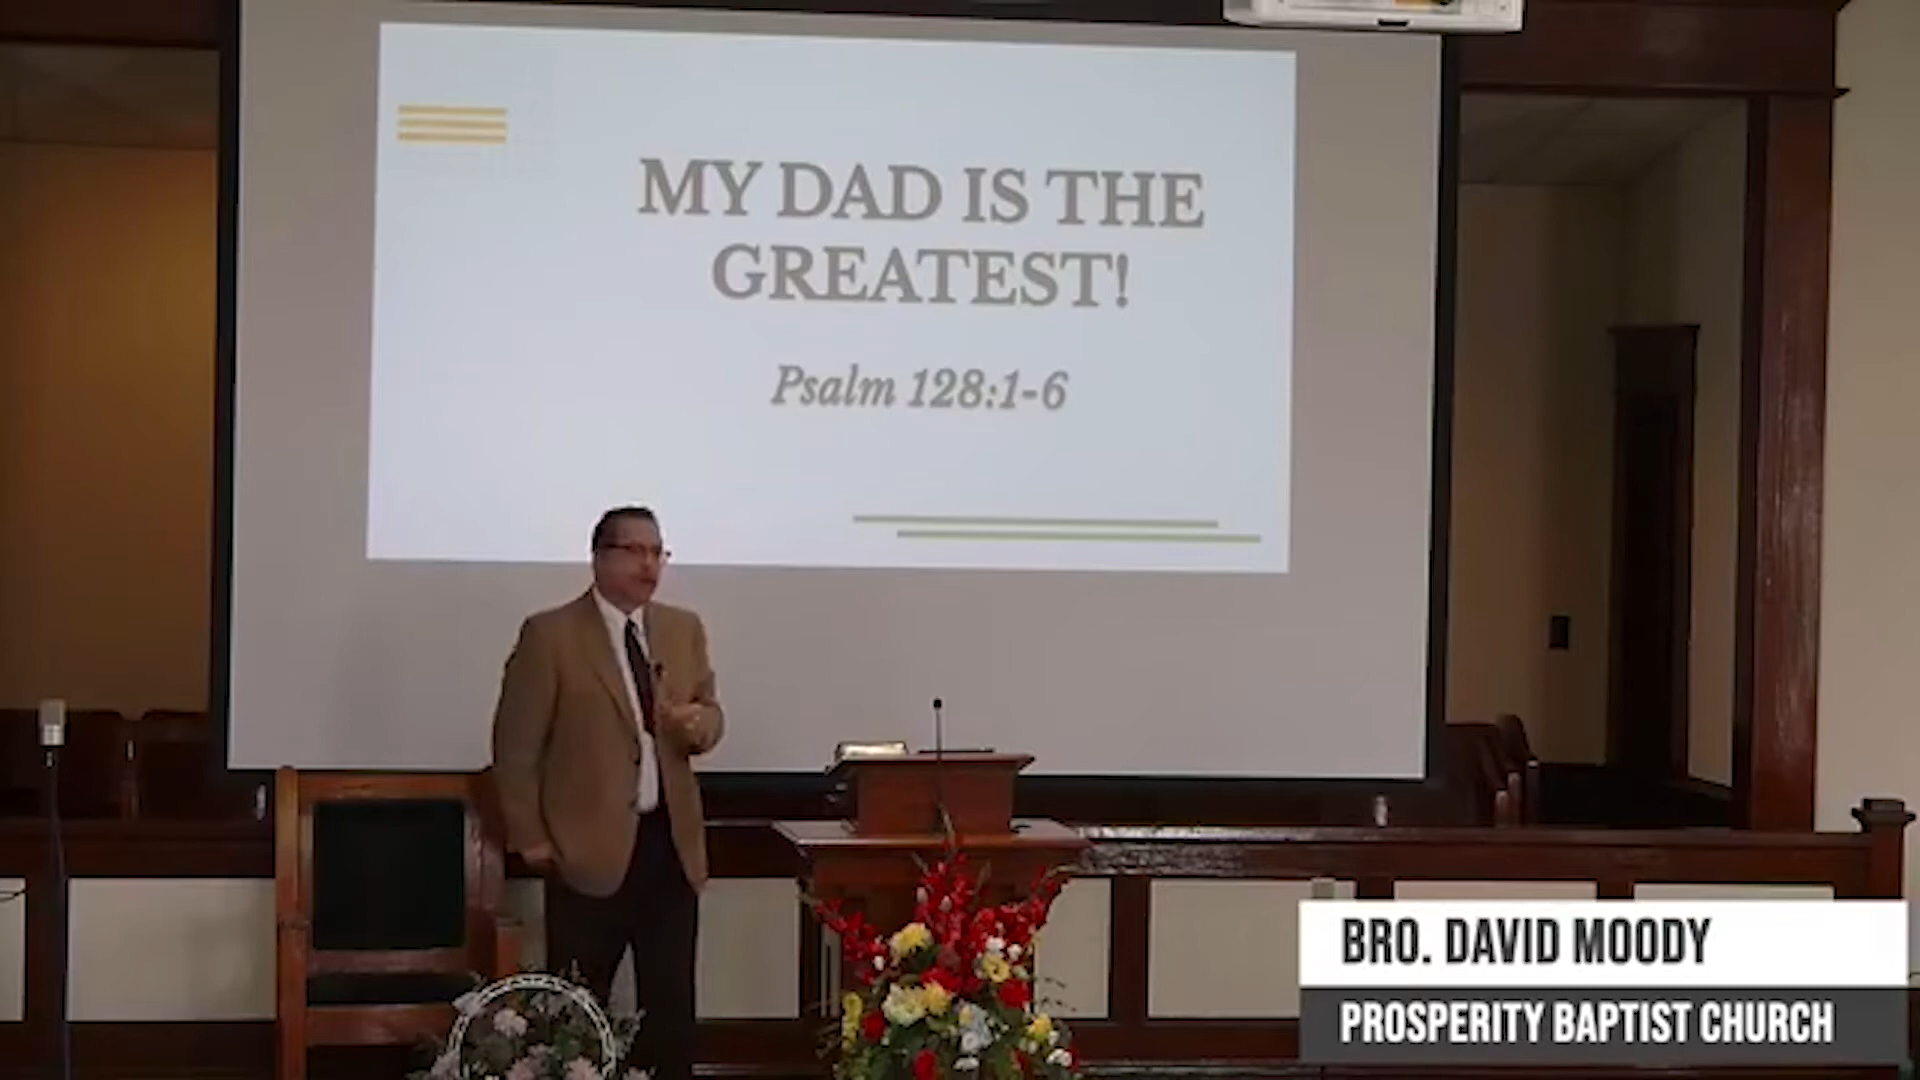 MY DAD IS THE
GREATEST!
Psalm 128:1-6
BRO. DAVID MOODY
PROSPERITY BAPTIST CHURCH